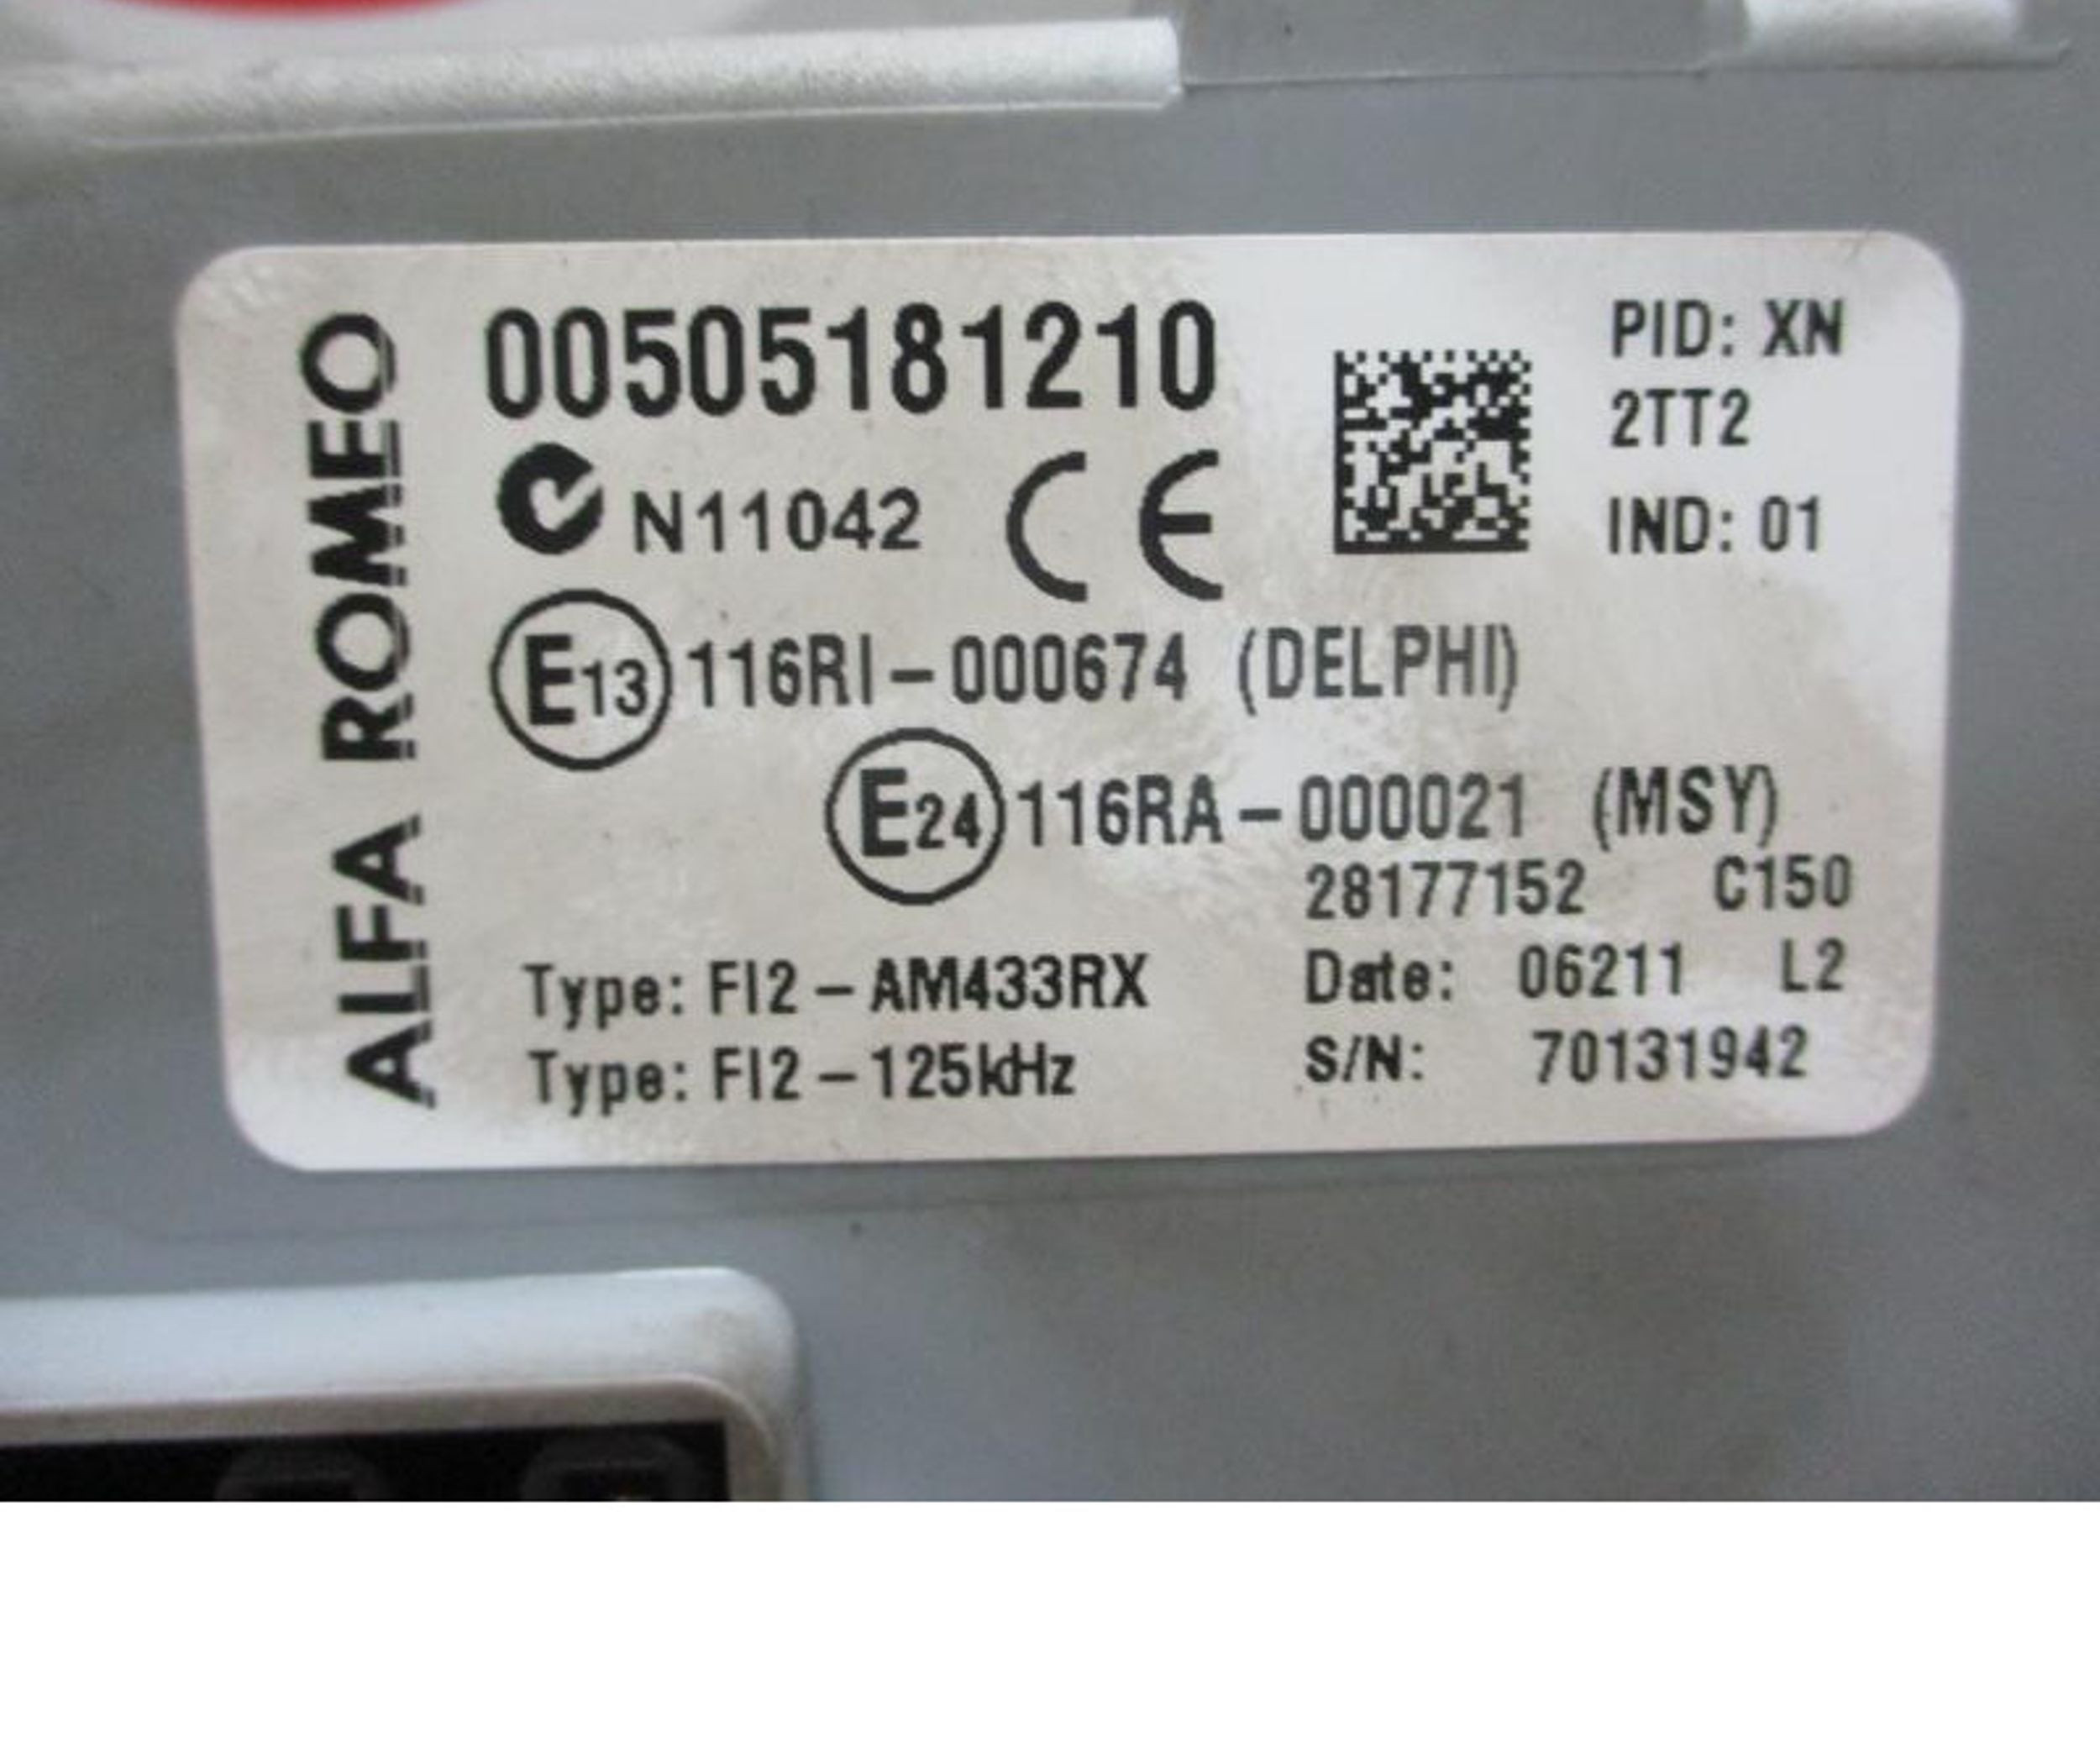 ALFA ROMEO
00505181210
PID: XN
2TT2
N11042 CE
IND: 01
E13 116RI-000674 (DELPHI)
E24 116RA-000021 (MSY)
28177152 C150
Type: FI2-AM433RX
Date: 06211 L2
Type: FI2-125kHz
S/N: 70131942